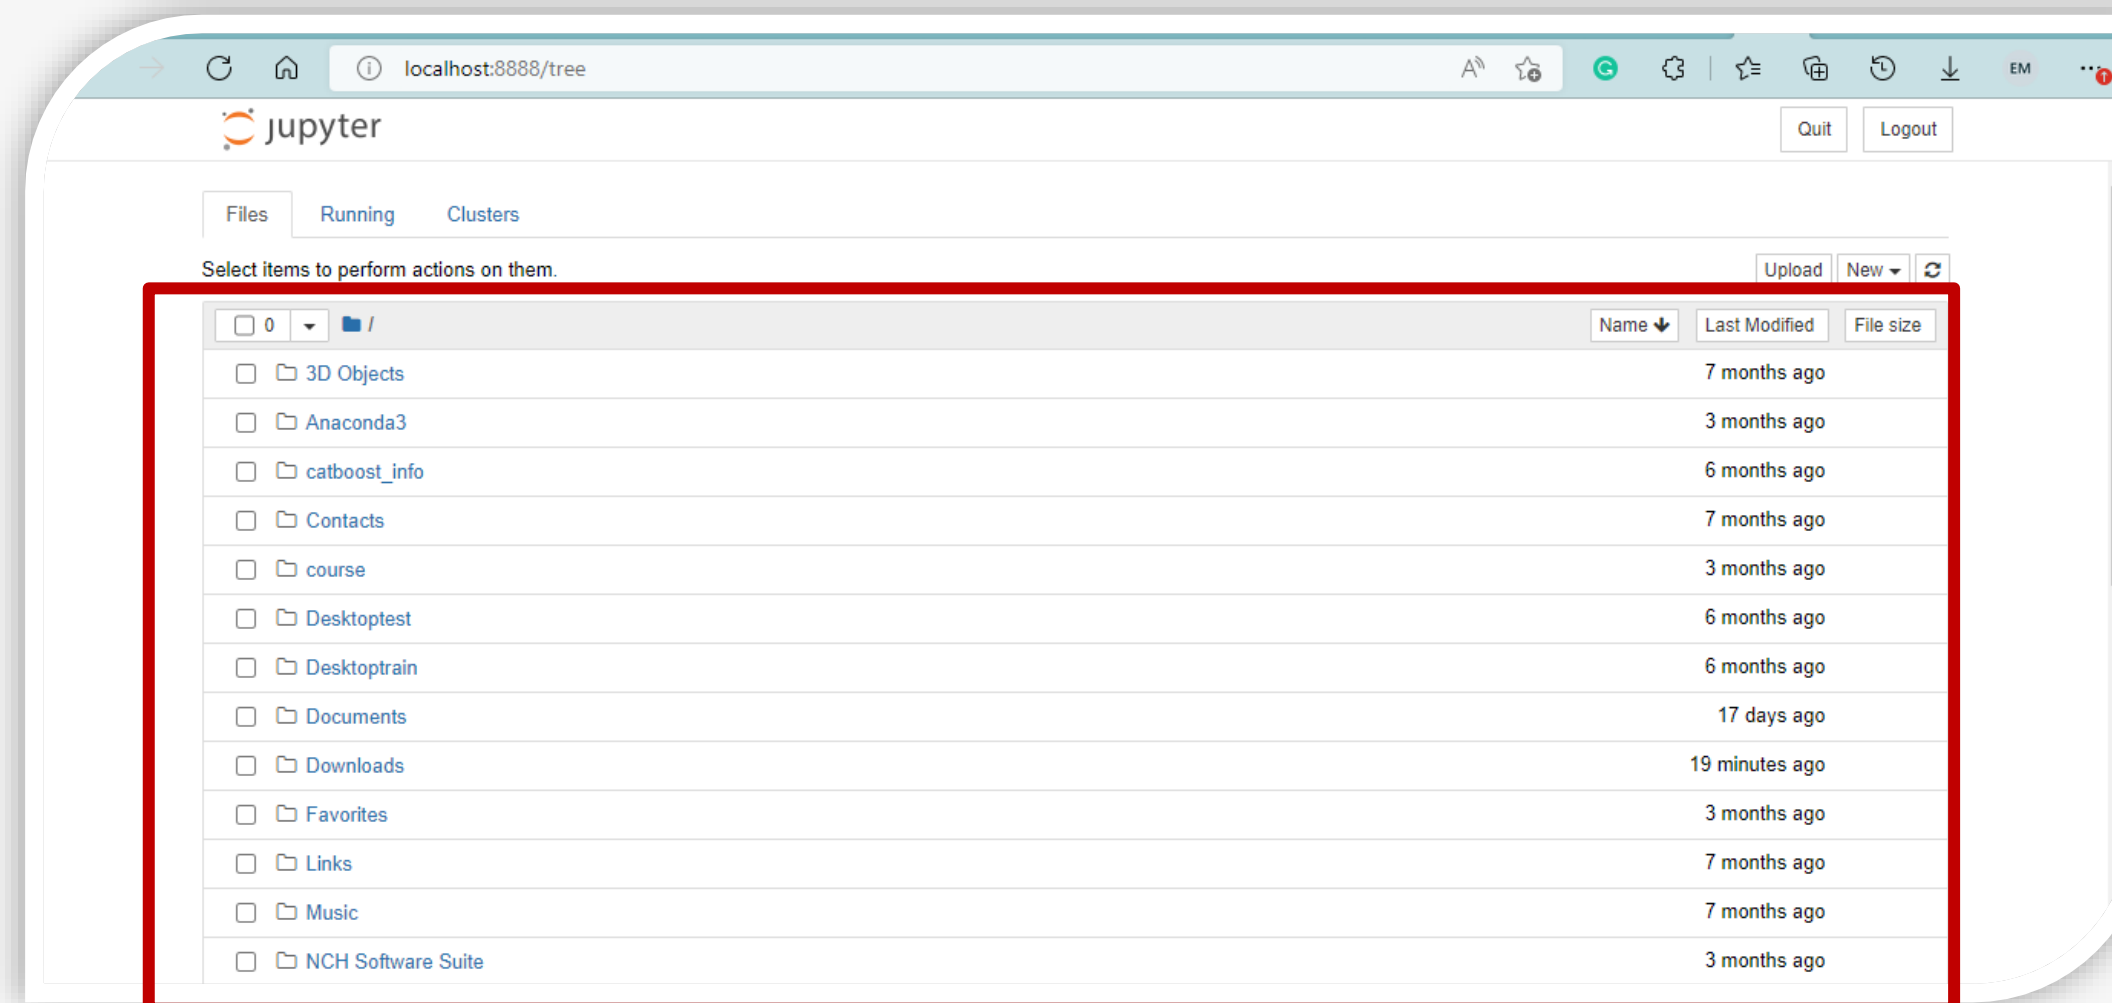 localhost:8888/tree A EM
jupyter Quit Logout
Files Running Clusters
Select items to perform actions on them. Upload New
0 / Name Last Modified File size
3D Objects 7 months ago
Anaconda3 3 months ago
catboost_info 6 months ago
Contacts 7 months ago
course 3 months ago
Desktoptest 6 months ago
Desktoptrain 6 months ago
Documents 17 days ago
Downloads 19 minutes ago
Favorites 3 months ago
Links 7 months ago
Music 7 months ago
NCH Software Suite 3 months ago